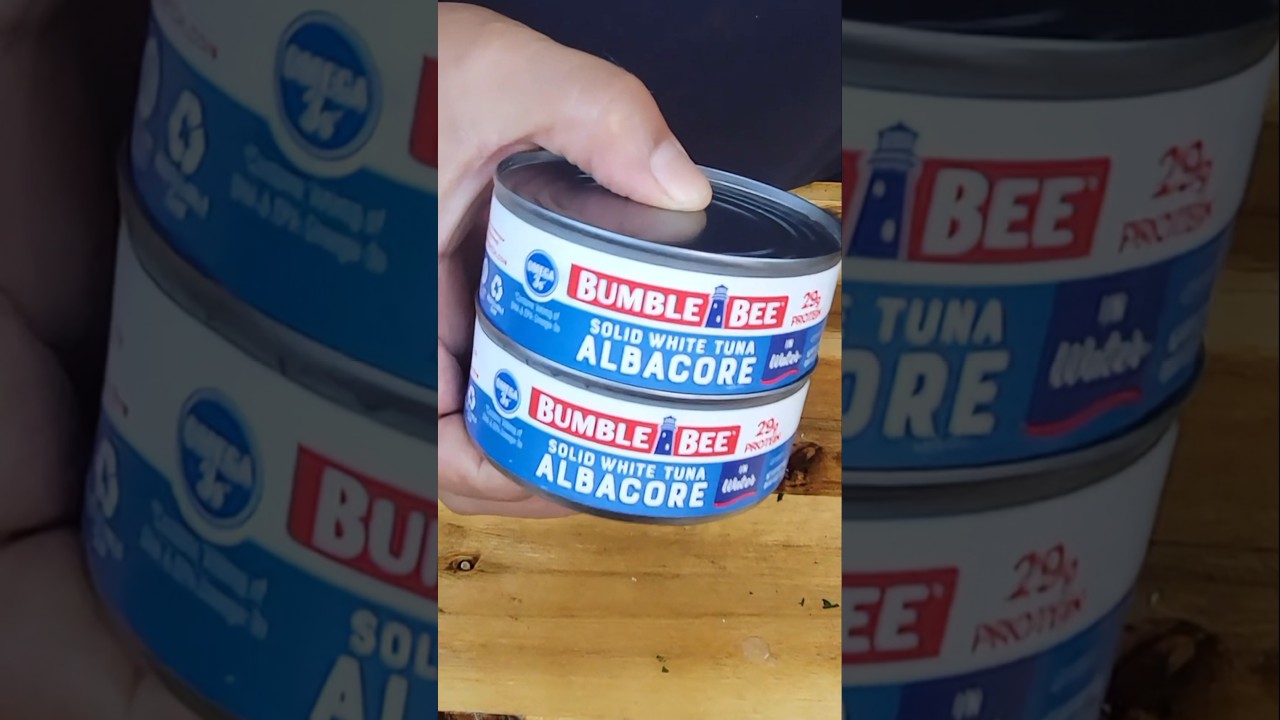 OMEGA
3s
BUMBLE BEE
29g
PROTEIN
SOLID WHITE TUNA
ALBACORE
IN
Water
OMEGA
3s
BUMBLE BEE
29g
PROTEIN
SOLID WHITE TUNA
ALBACORE
IN
Water